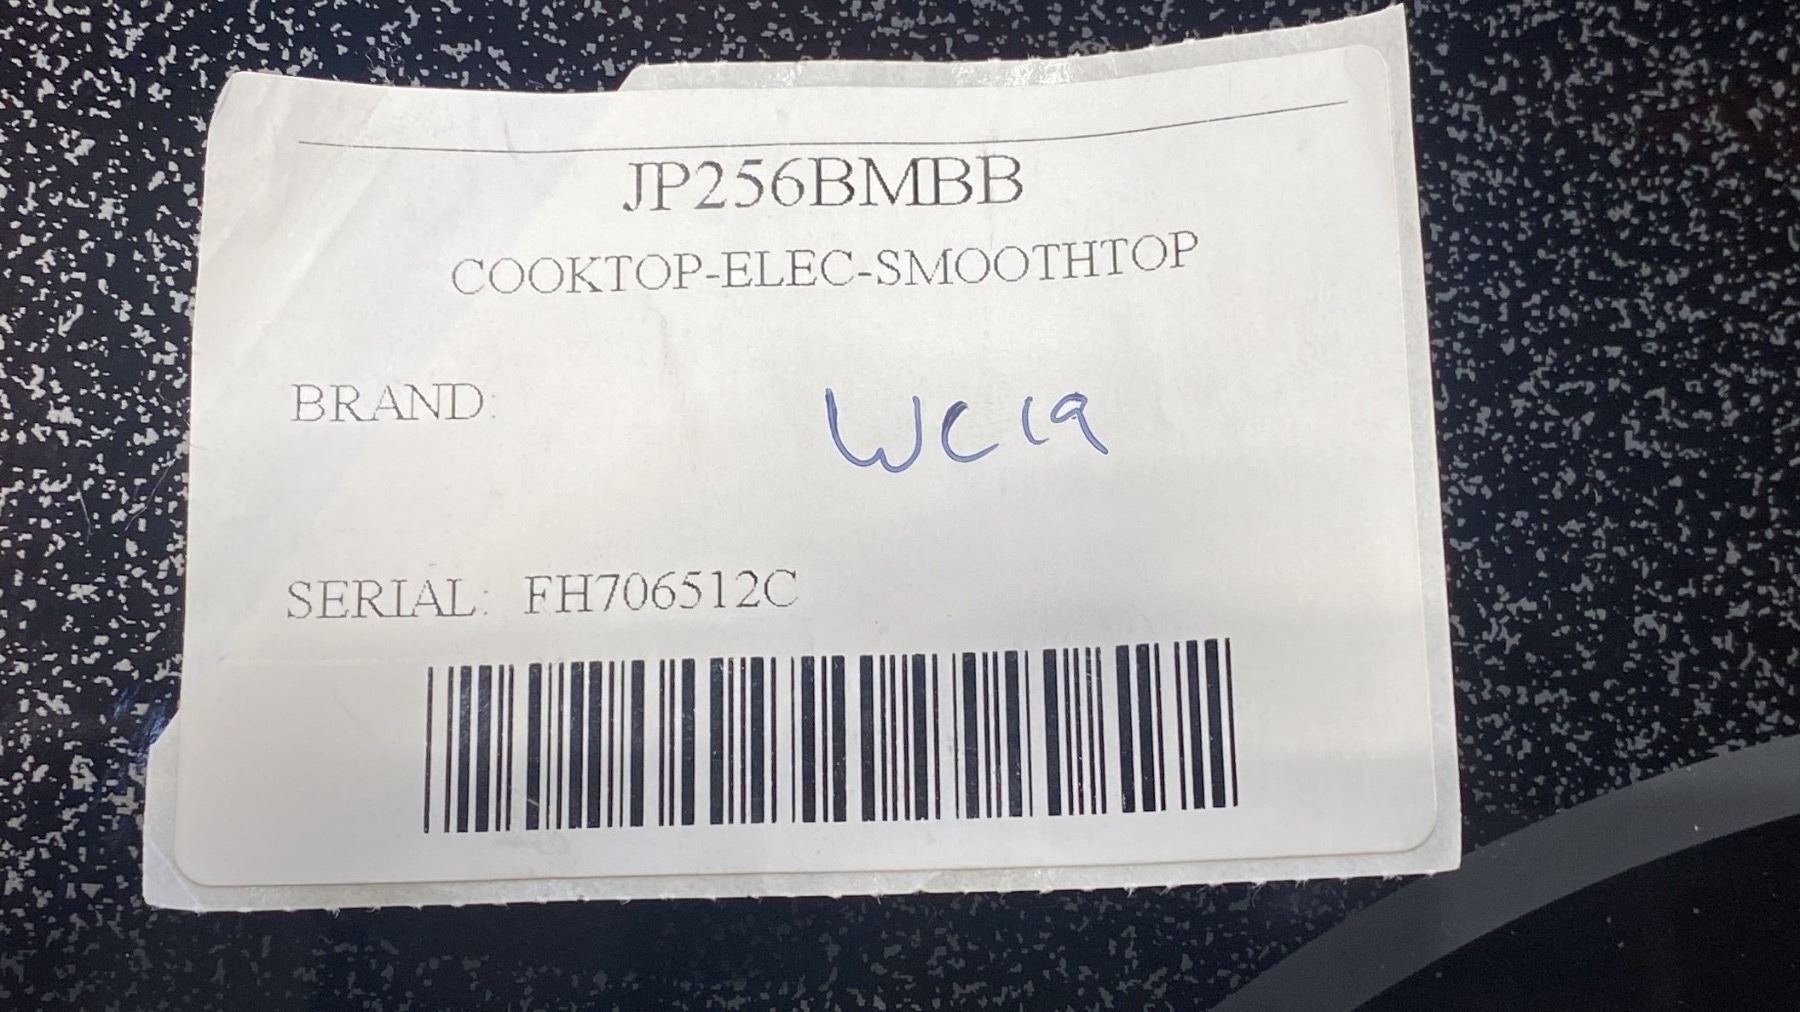 JP256BMBB
COOKTOP-ELEC-SMOOTHTOP
BRAND:
WC19
SERIAL: FH706512C